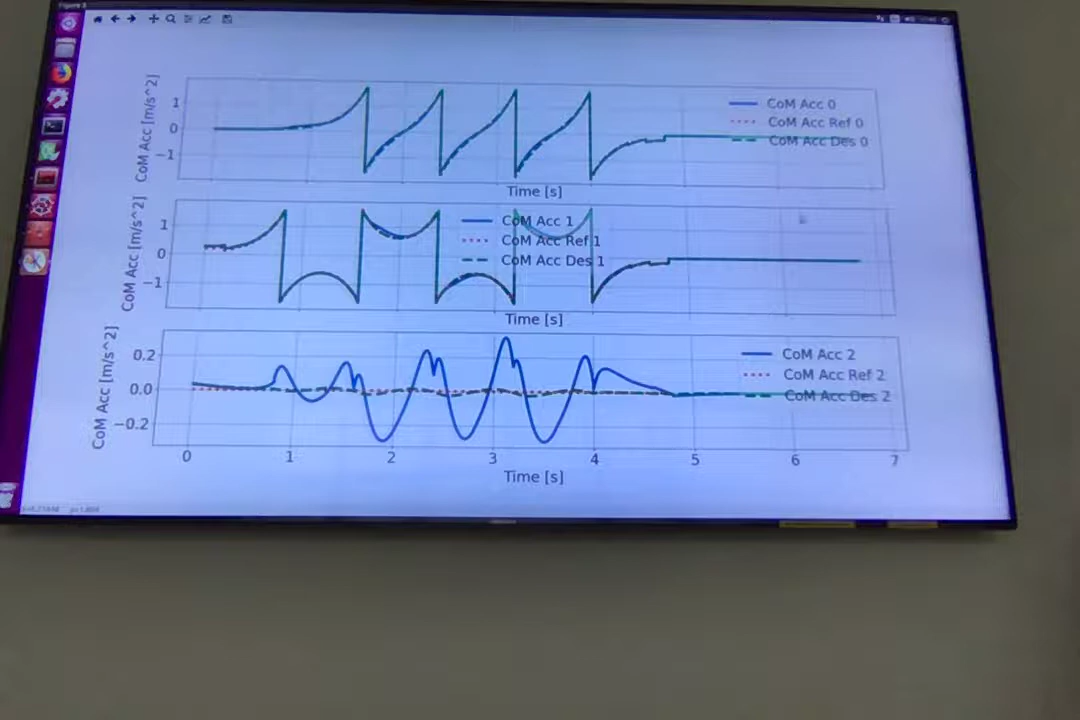 Figure 3
CoM Acc [m/s^2]
1
0
−1
CoM Acc 0
CoM Acc Ref 0
CoM Acc Des 0
Time [s]
CoM Acc [m/s^2]
1
0
−1
CoM Acc 1
CoM Acc Ref 1
CoM Acc Des 1
Time [s]
CoM Acc [m/s^2]
0.2
0.0
−0.2
CoM Acc 2
CoM Acc Ref 2
CoM Acc Des 2
0 1 2 3 4 5 6 7
Time [s]